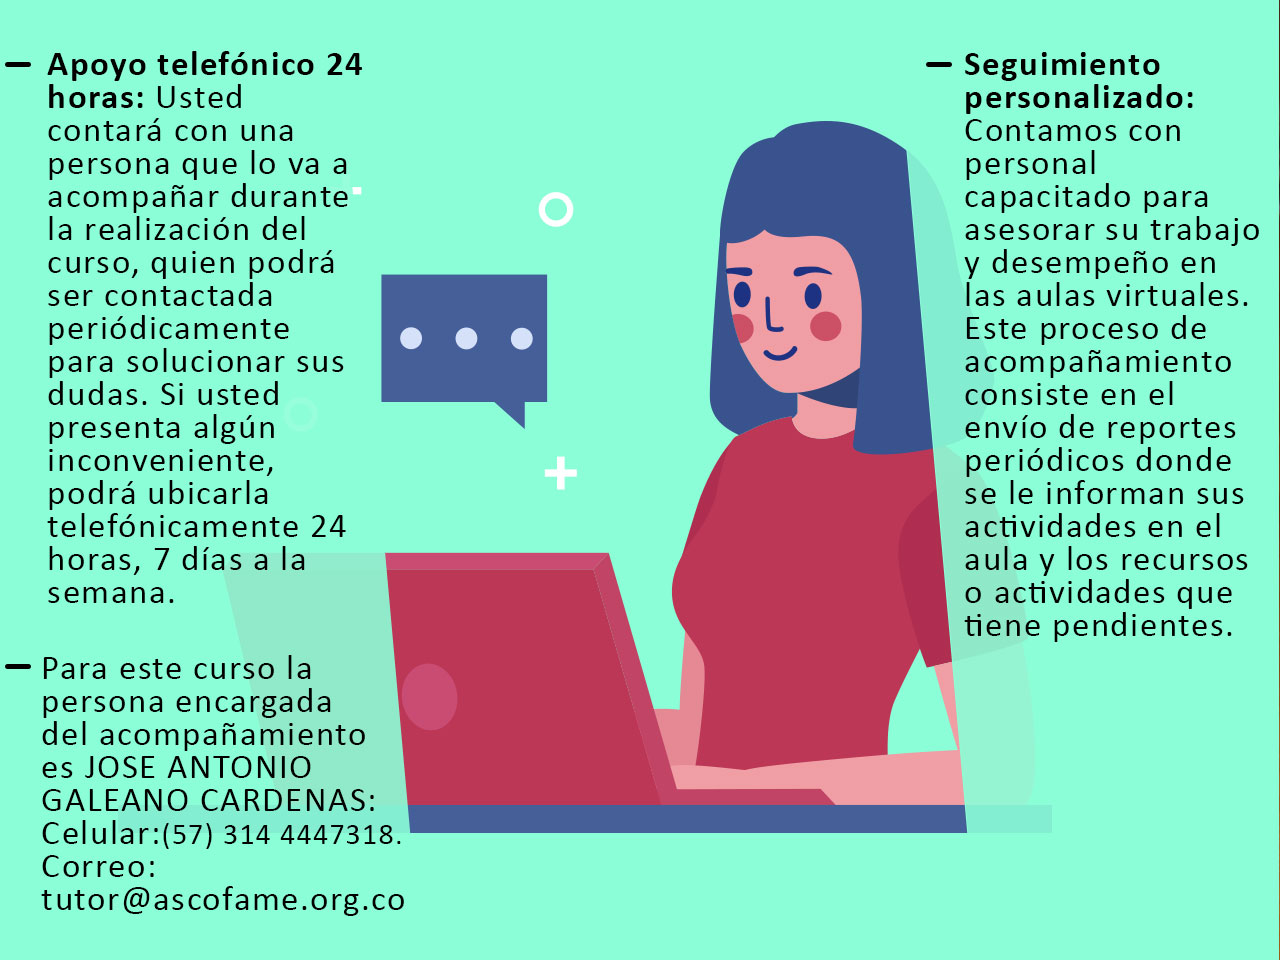 Apoyo telefónico 24
horas: Usted
contará con una
persona que lo va a
acompañar durante
la realización del
curso, quien podrá
ser contactada
periódicamente
para solucionar sus
dudas. Si usted
presenta algún
inconveniente,
podrá ubicarla
telefónicamente 24
horas, 7 días a la
semana.
Para este curso la
persona encargada
del acompañamiento
es JOSE ANTONIO
GALEANO CARDENAS:
Celular:(57) 314 4447318.
Correo:
tutor@ascofame.org.co
Seguimiento
personalizado:
Contamos con
personal
capacitado para
asesorar su trabajo
y desempeño en
las aulas virtuales.
Este proceso de
acompañamiento
consiste en el
envío de reportes
periódicos donde
se le informan sus
actividades en el
aula y los recursos
o actividades que
tiene pendientes.